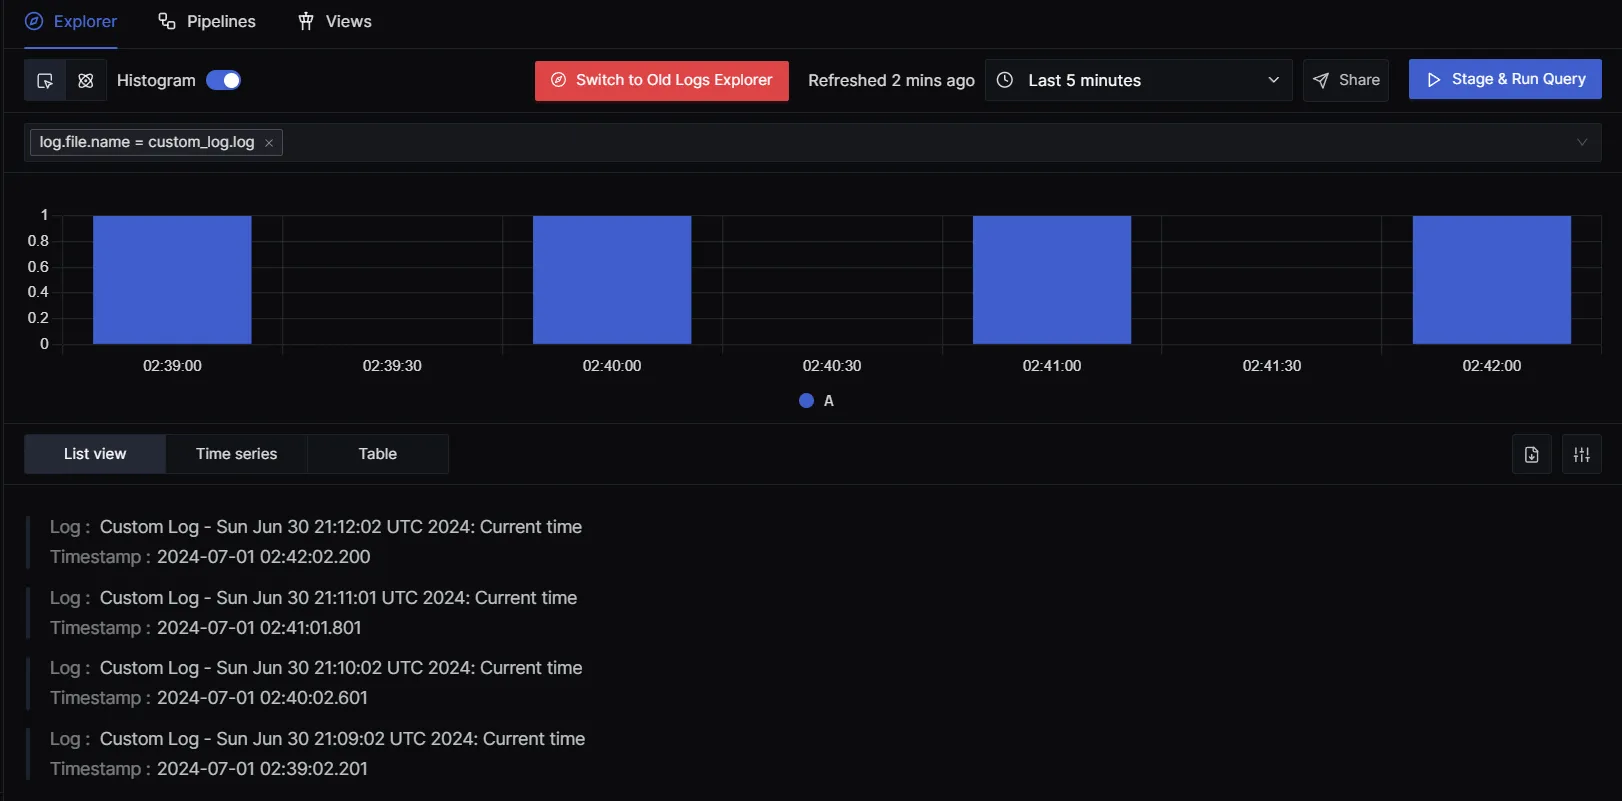 Explorer Pipelines Views
Histogram Switch to Old Logs Explorer Refreshed 2 mins ago Last 5 minutes Share Stage & Run Query
log.file.name = custom_log.log ×
1
0.8
0.6
0.4
0.2
0
02:39:00 02:39:30 02:40:00 02:40:30 02:41:00 02:41:30 02:42:00
A
List view Time series Table
Log : Custom Log - Sun Jun 30 21:12:02 UTC 2024: Current time
Timestamp : 2024-07-01 02:42:02.200
Log : Custom Log - Sun Jun 30 21:11:01 UTC 2024: Current time
Timestamp : 2024-07-01 02:41:01.801
Log : Custom Log - Sun Jun 30 21:10:02 UTC 2024: Current time
Timestamp : 2024-07-01 02:40:02.601
Log : Custom Log - Sun Jun 30 21:09:02 UTC 2024: Current time
Timestamp : 2024-07-01 02:39:02.201